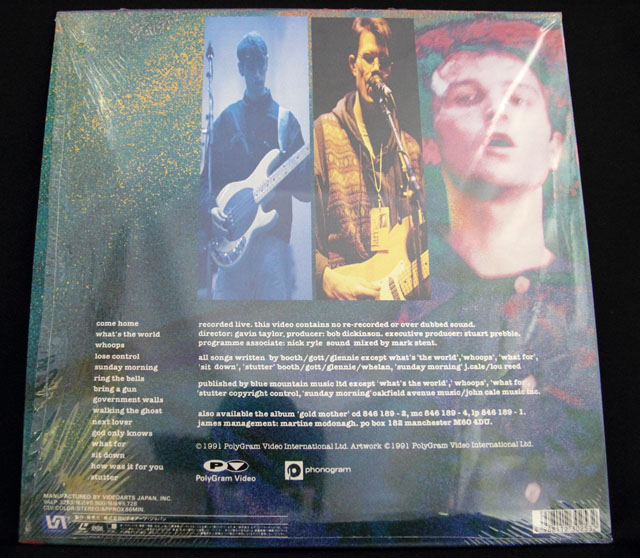 come home
what's the world
whoops
lose control
sunday morning
ring the bells
bring a gun
government walls
walking the ghost
next lover
god only knows
what for
sit down
how was it for you
stutter
recorded live. this video contains no re-recorded or over dubbed sound.
director: gavin taylor, producer: bob dickinson. executive producer: stuart prebble.
programme associate: nick ryle sound mixed by mark stent.
all songs written by booth/gott/glennie except what's 'the world', 'whoops', 'what for',
'sit down', 'stutter' booth/gott/glennie/whelan, 'sunday morning' j.cale/lou reed
published by blue mountain music ltd except 'what's the world', 'whoops', 'what for',
'stutter copyright control, 'sunday morning' oakfield avenue music/john cale music inc.
also available the album 'gold mother' cd 846 189 - 2, mc 846 189 - 4, lp 846 189 - 1.
james management: martine mcdonagh. po box 182 manchester M60 4DU.
© 1991 PolyGram Video International Ltd. Artwork © 1991 PolyGram Video International Ltd.
PV
PolyGram Video
phonogram
MANUFACTURED BY VIDEOARTS JAPAN, INC.
CLV/COLOR/STEREO/APPROX.88MIN.